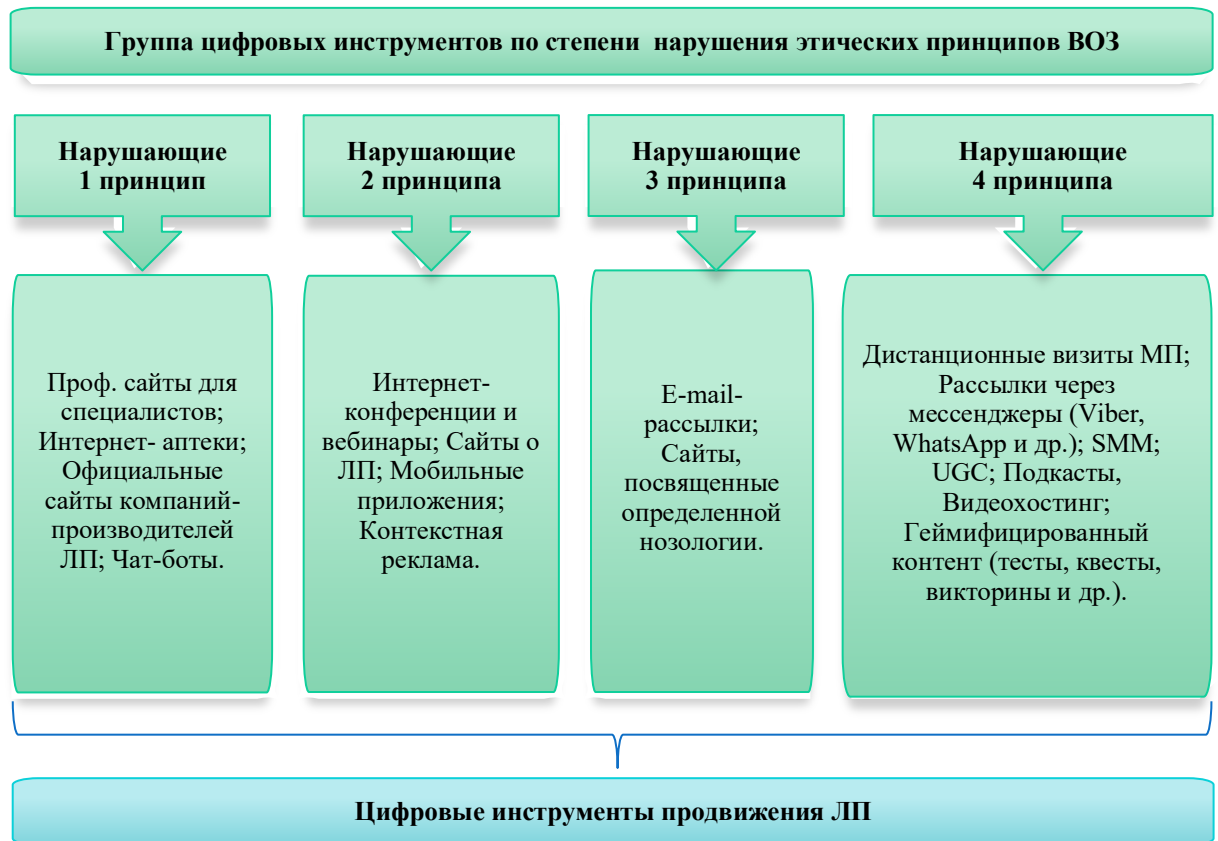 Группа цифровых инструментов по степени нарушения этических принципов ВОЗ
Нарушающие
1 принцип
Нарушающие
2 принципа
Нарушающие
3 принципа
Нарушающие
4 принципа
Проф. сайты для
специалистов;
Интернет- аптеки;
Официальные
сайты компаний-
производителей
ЛП; Чат-боты.
Интернет-
конференции и
вебинары; Сайты о
ЛП; Мобильные
приложения;
Контекстная
реклама.
E-mail-
рассылки;
Сайты,
посвященные
определенной
нозологии.
Дистанционные визиты МП;
Рассылки через
мессенджеры (Viber,
WhatsApp и др.); SMM;
UGC; Подкасты,
Видеохостинг;
Геймифицированный
контент (тесты, квесты,
викторины и др.).
Цифровые инструменты продвижения ЛП